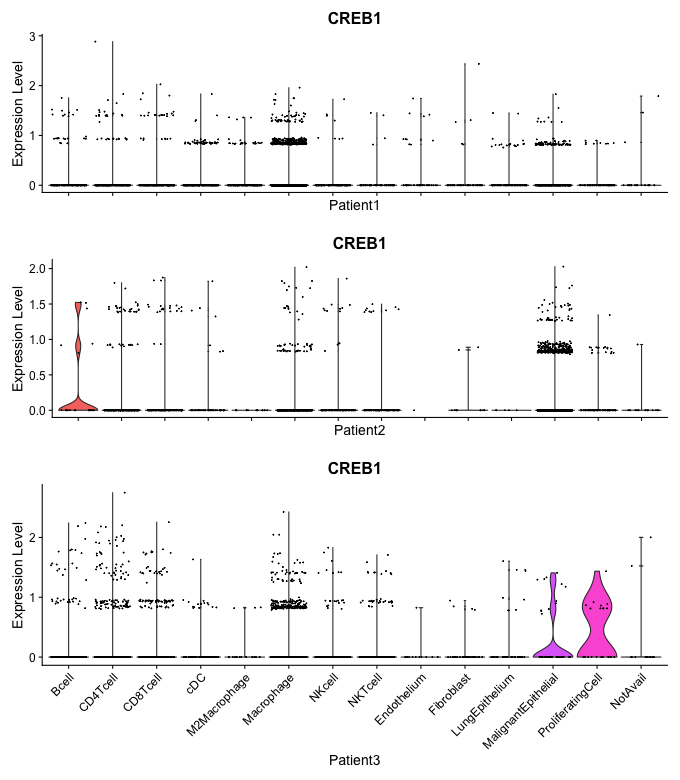 CREB1
Expression Level
3
2
1
0
Patient1
CREB1
Expression Level
2.0
1.5
1.0
0.5
0.0
Patient2
CREB1
Expression Level
2
1
0
Bcell
CD4Tcell
CD8Tcell
cDC
M2Macrophage
Macrophage
NKcell
NKTcell
Endothelium
Fibroblast
LungEpithelium
MalignantEpithelial
ProliferatingCell
NotAvail
Patient3